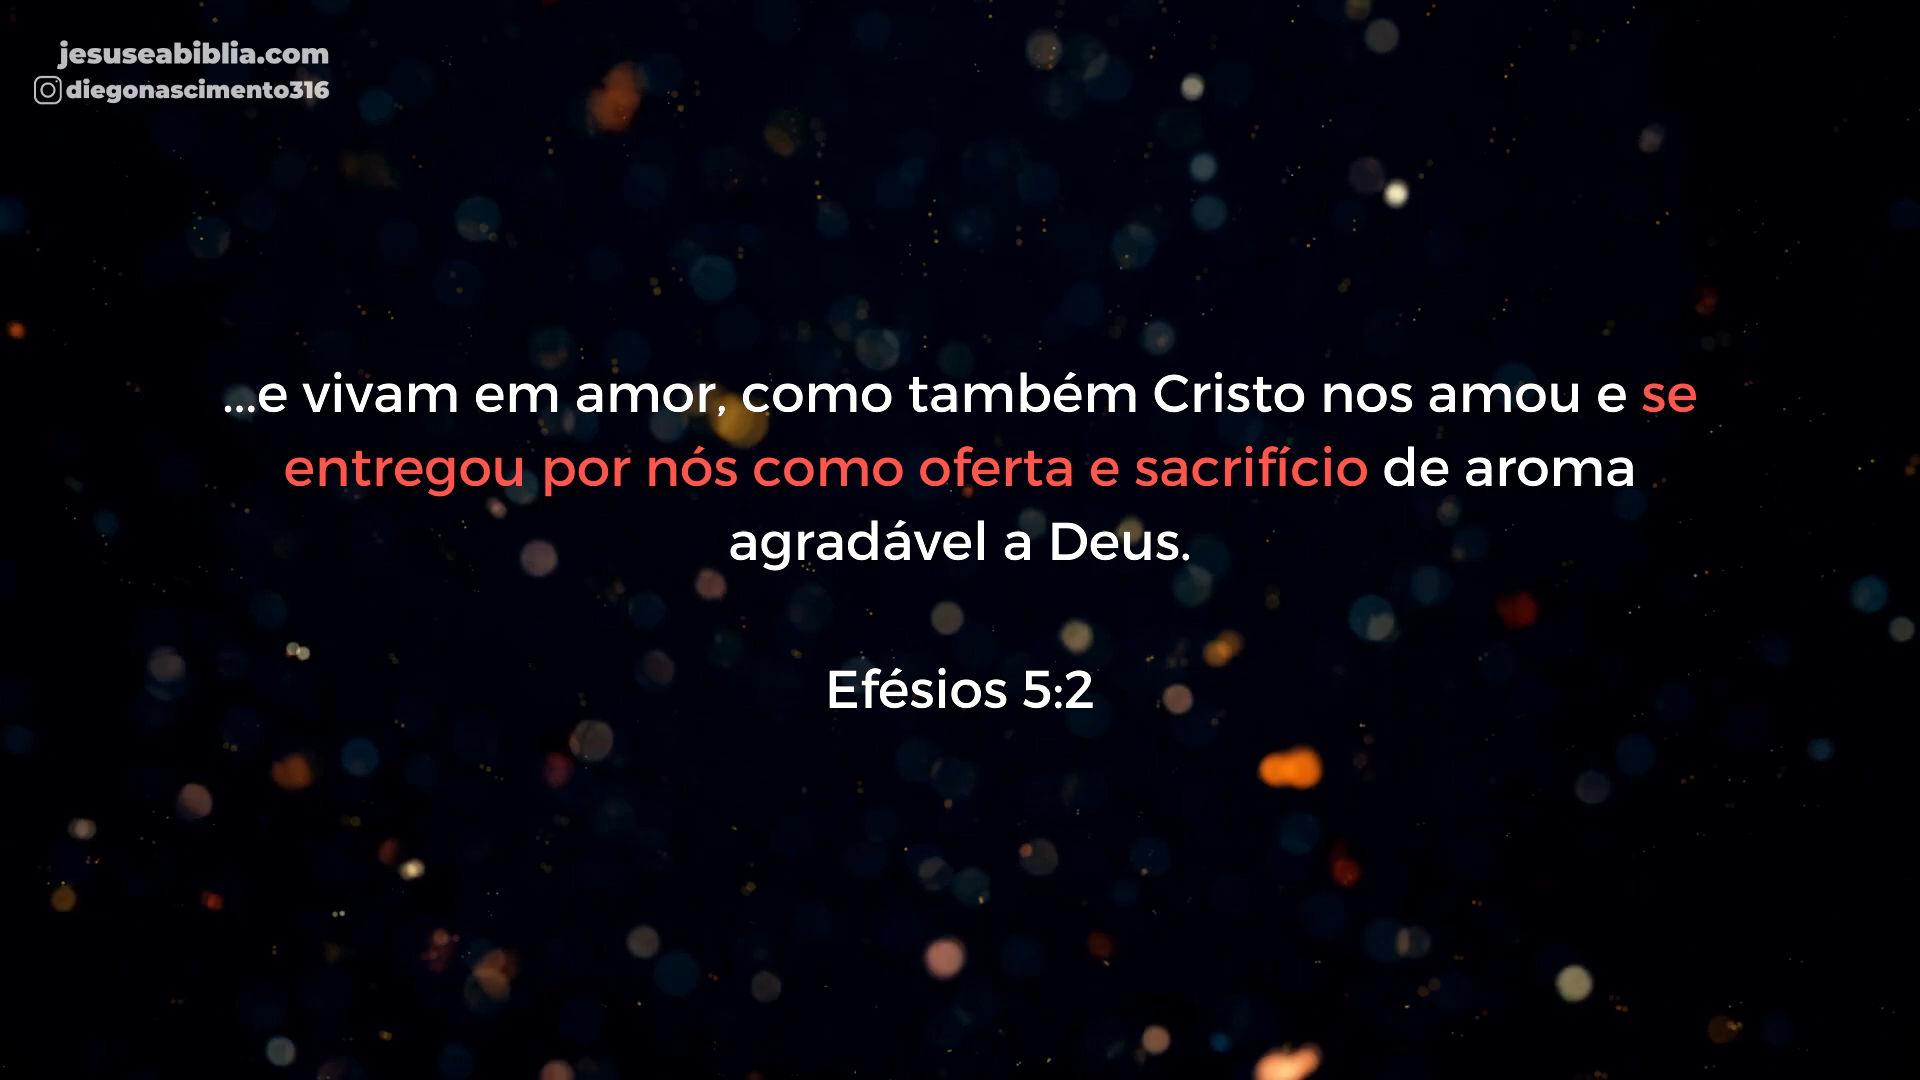 jesuseabiblia.com
diegonascimento316
...e vivam em amor, como também Cristo nos amou e se
entregou por nós como oferta e sacrifício de aroma
agradável a Deus.
Efésios 5:2